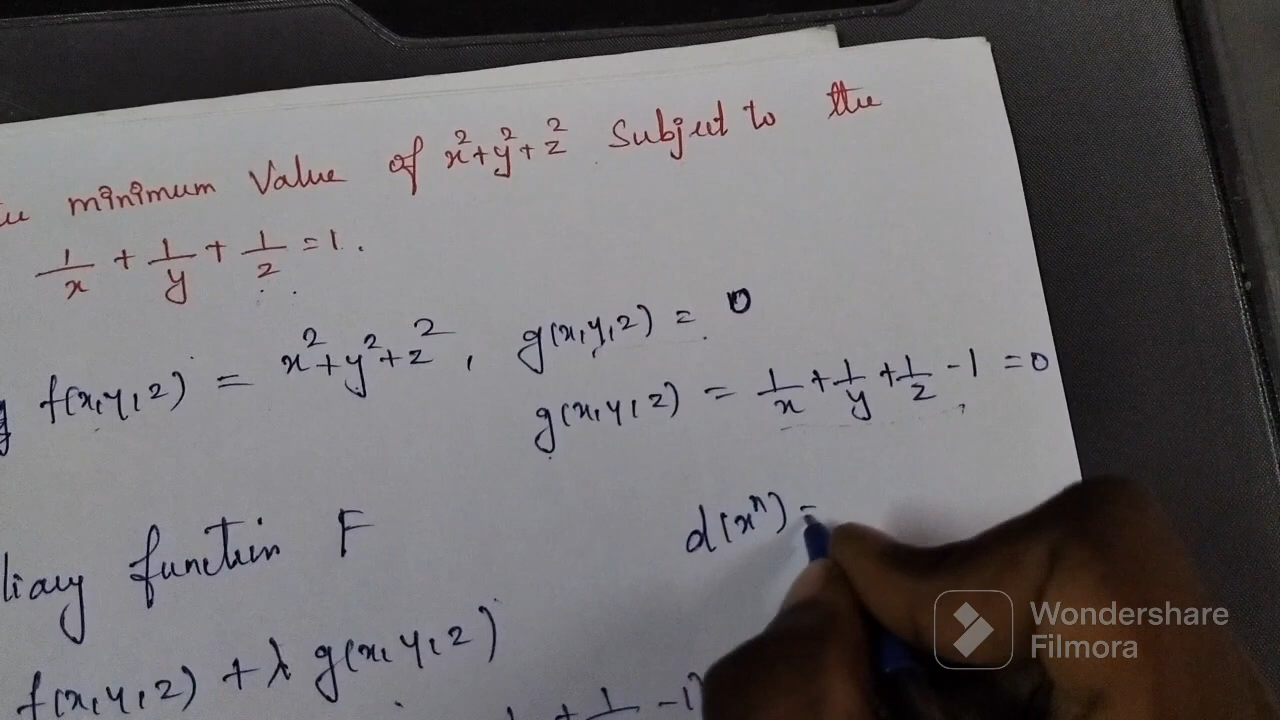 minimum Value of x²+y²+z² Subject to the
1/x + 1/y + 1/z = 1.
f(x,y,z) = x²+y²+z², g(x,y,z) = 0
g(x,y,z) = 1/x + 1/y + 1/z - 1 = 0
d(xⁿ) =
function F
f(x,y,z) + λ g(x,y,z)
Wondershare
Filmora